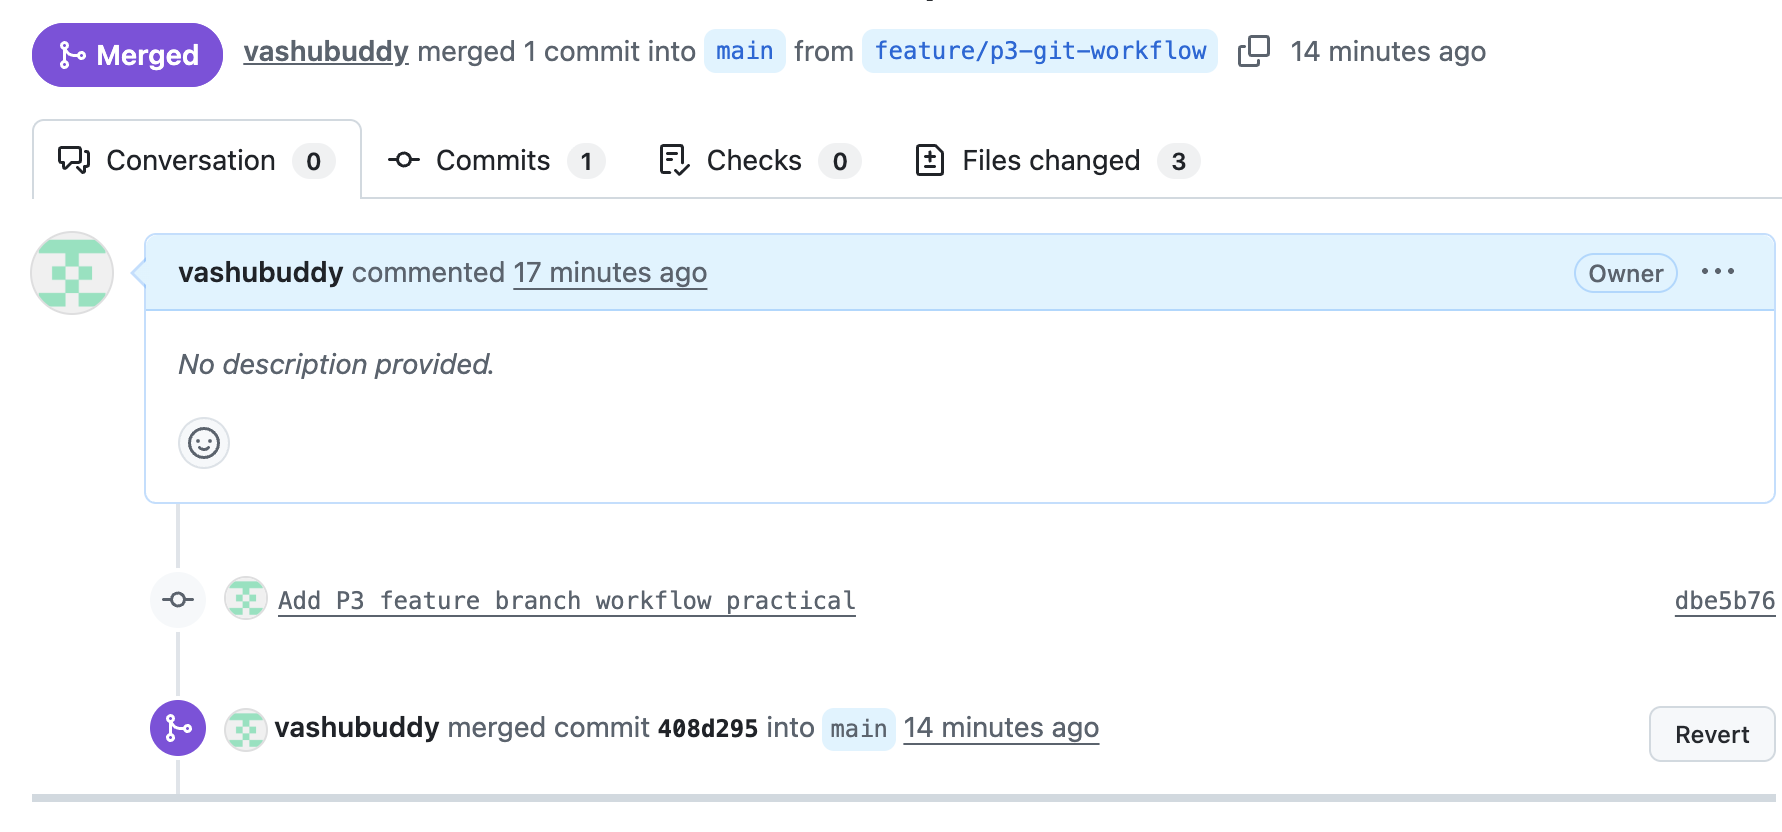 Merged vashubuddy merged 1 commit into main from feature/p3-git-workflow 14 minutes ago
Conversation 0 Commits 1 Checks 0 Files changed 3
vashubuddy commented 17 minutes ago Owner
No description provided.
Add P3 feature branch workflow practical dbe5b76
vashubuddy merged commit 408d295 into main 14 minutes ago Revert